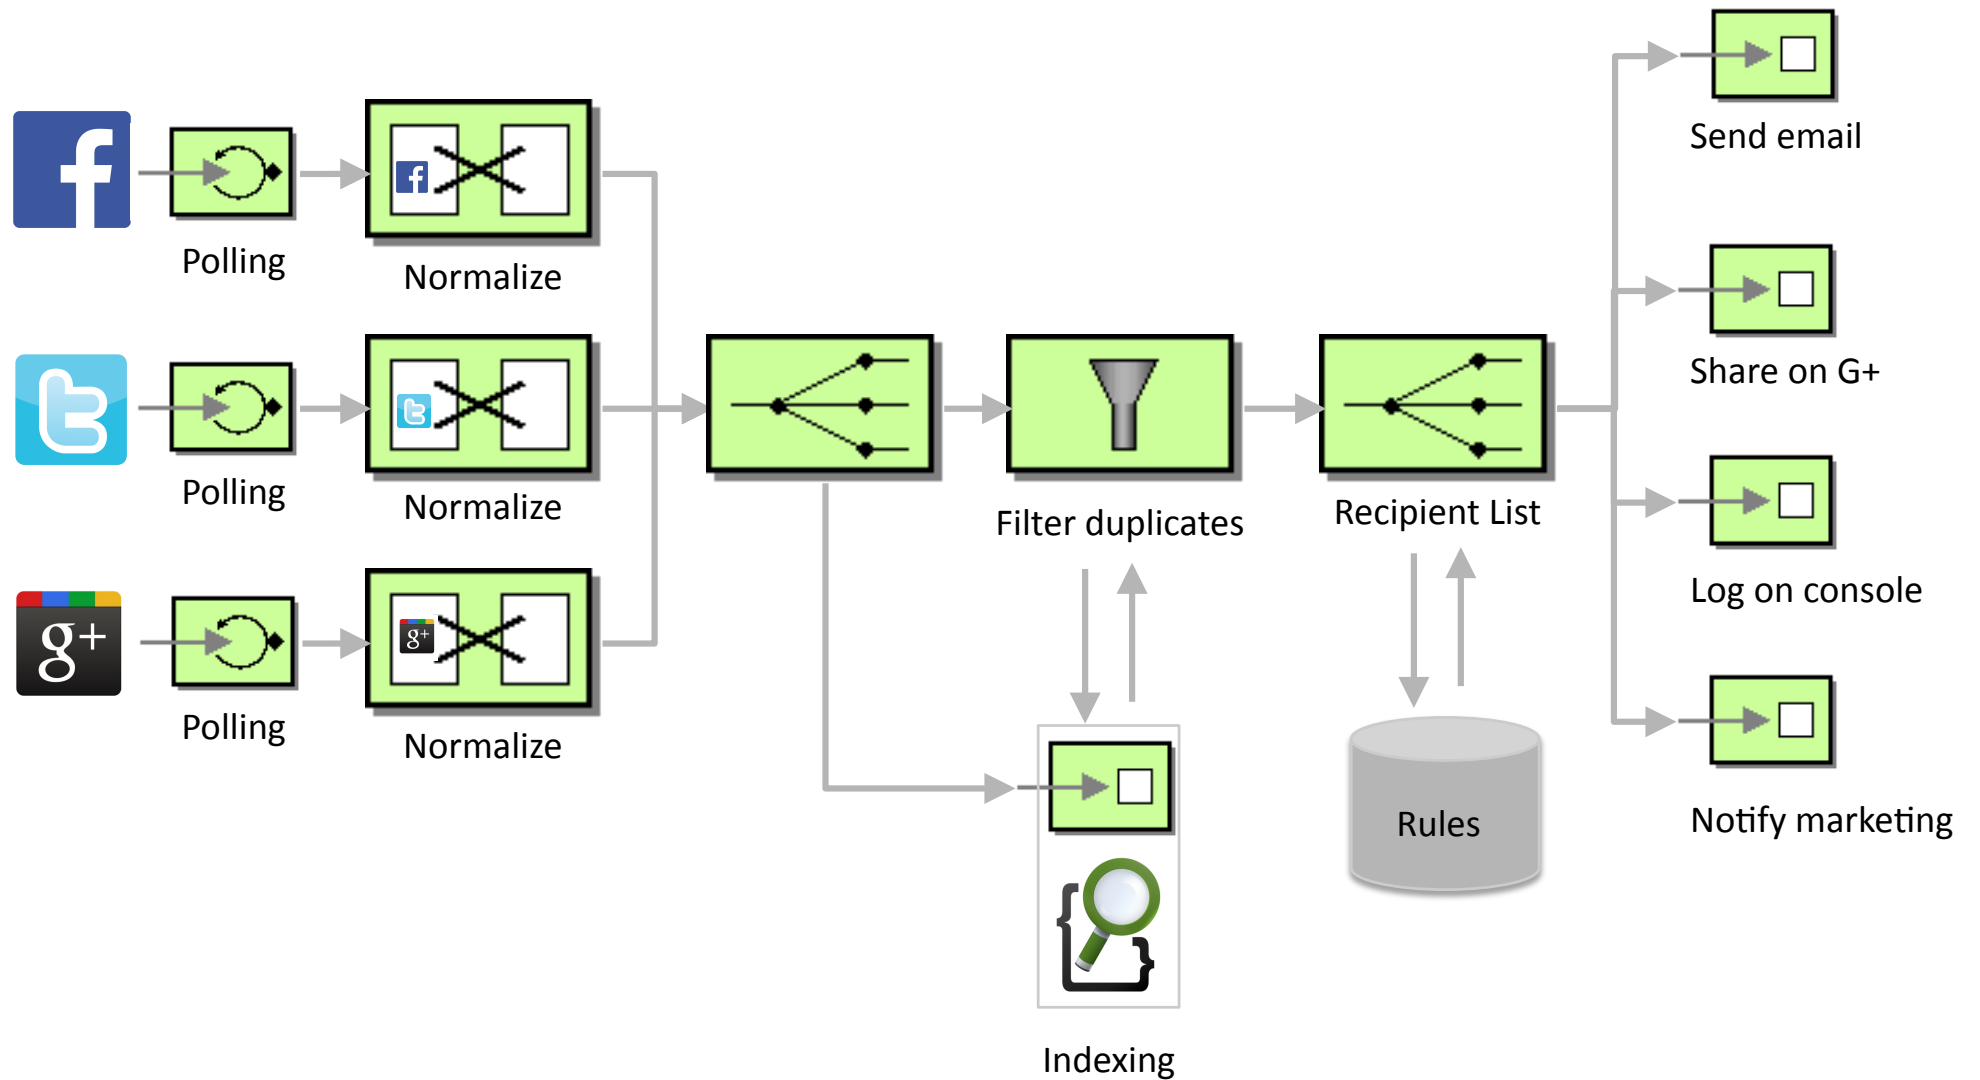 Polling
Normalize
Polling
Normalize
g+
g+
Polling
Normalize
Filter duplicates
Recipient List
Rules
Indexing
Send email
Share on G+
Log on console
Notify marketing